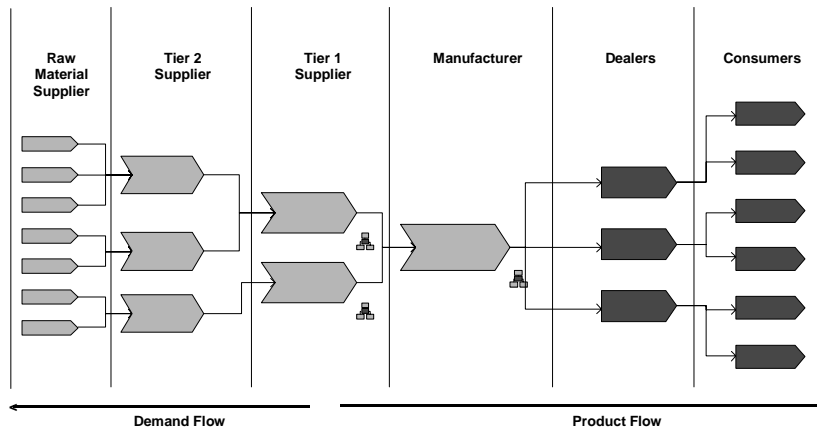 Raw
Material
Supplier
Tier 2
Supplier
Tier 1
Supplier
Manufacturer
Dealers
Consumers
Demand Flow
Product Flow